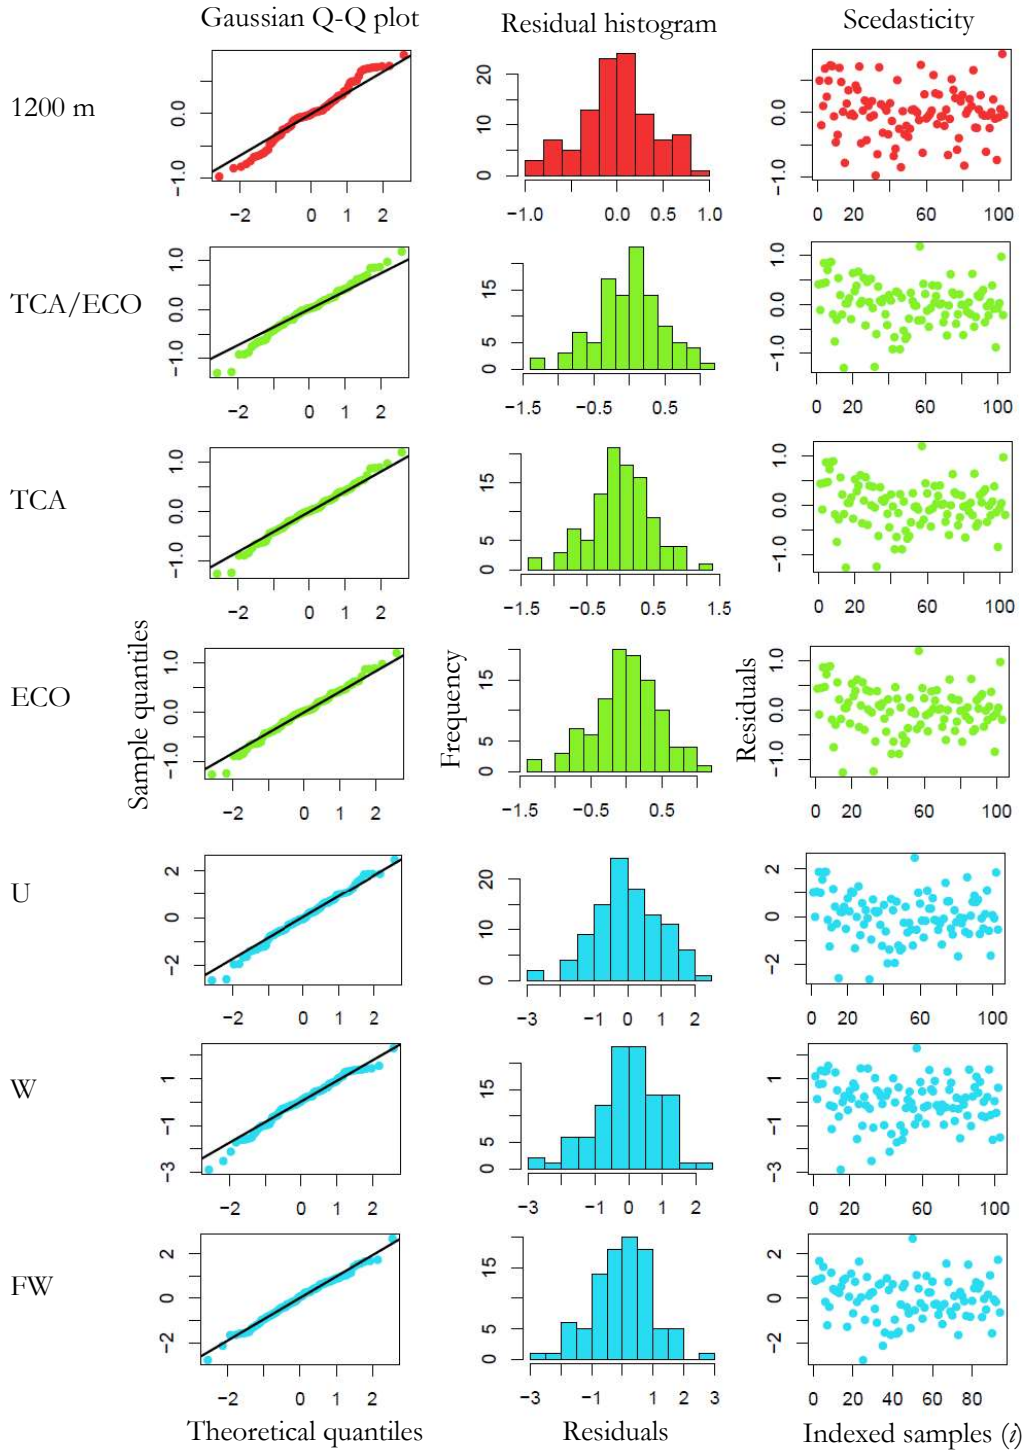 Gaussian Q-Q plot Residual histogram Scedasticity
1200 m
0.0
-1.0
-2 0 1 2
20
10
0
-1.0 0.0 1.0
0.0
-1.0
0 20 60 100
TCA/ECO
1.0
0.0
-1.0
-2 0 1 2
15
5
0
-1.5 -0.5 0.5
1.0
0.0
-1.0
0 20 60 100
TCA
1.0
0.0
-1.0
-2 0 1 2
15
5
0
-1.5 -0.5 0.5 1.5
1.0
0.0
-1.0
0 20 60 100
ECO
Sample quantiles
1.0
0.0
-1.0
-2 0 1 2
Frequency
15
5
0
-1.5 -0.5 0.5
Residuals
1.0
0.0
-1.0
0 20 60 100
U
2
0
-2
-2 0 1 2
20
10
0
-3 -1 0 1 2
2
0
-2
0 20 60 100
W
1
-1
-3
-2 0 1 2
15
5
0
-3 -1 0 1 2
1
-1
-3
0 20 60 100
FW
2
0
-2
-2 0 1 2
15
5
0
-3 -1 1 2 3
2
0
-2
0 20 40 60 80
Theoretical quantiles Residuals Indexed samples (i)